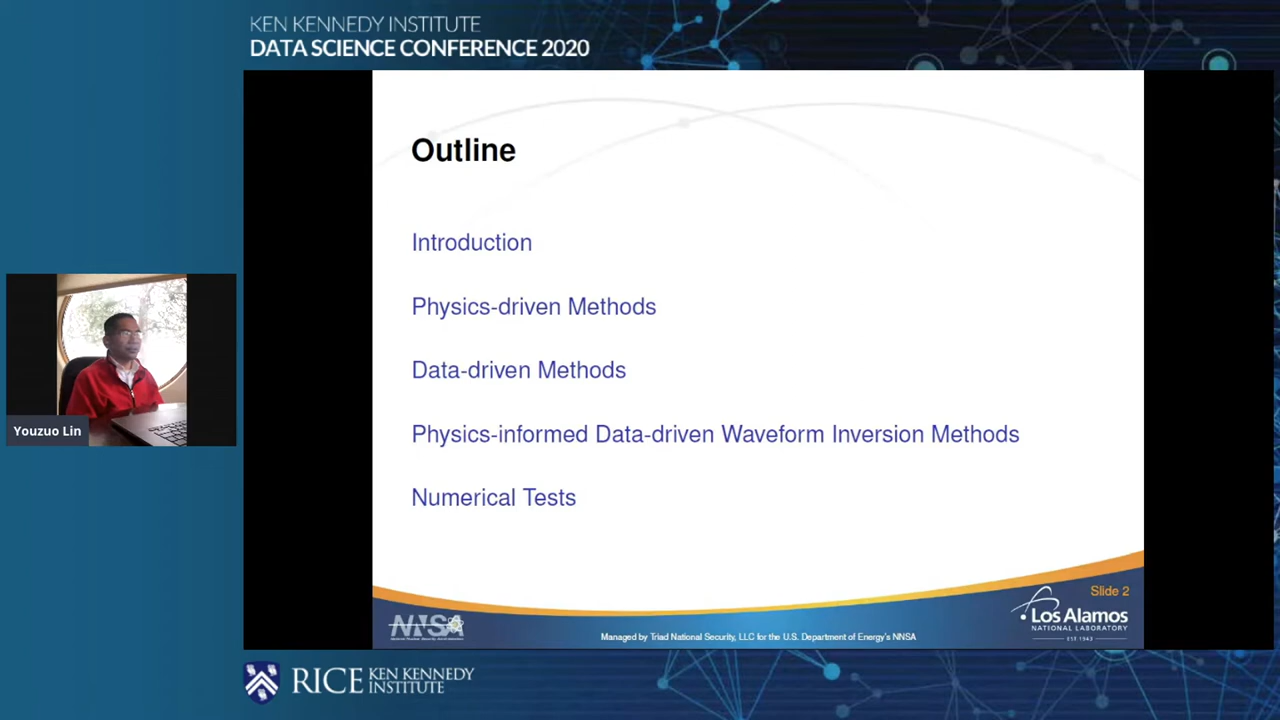 KEN KENNEDY INSTITUTE
DATA SCIENCE CONFERENCE 2020
Outline
Introduction
Physics-driven Methods
Data-driven Methods
Physics-informed Data-driven Waveform Inversion Methods
Numerical Tests
Youzuo Lin
Slide 2
NNSA
Los Alamos
NATIONAL LABORATORY
EST. 1943
Managed by Triad National Security, LLC for the U.S. Department of Energy's NNSA
RICE KEN KENNEDY
INSTITUTE